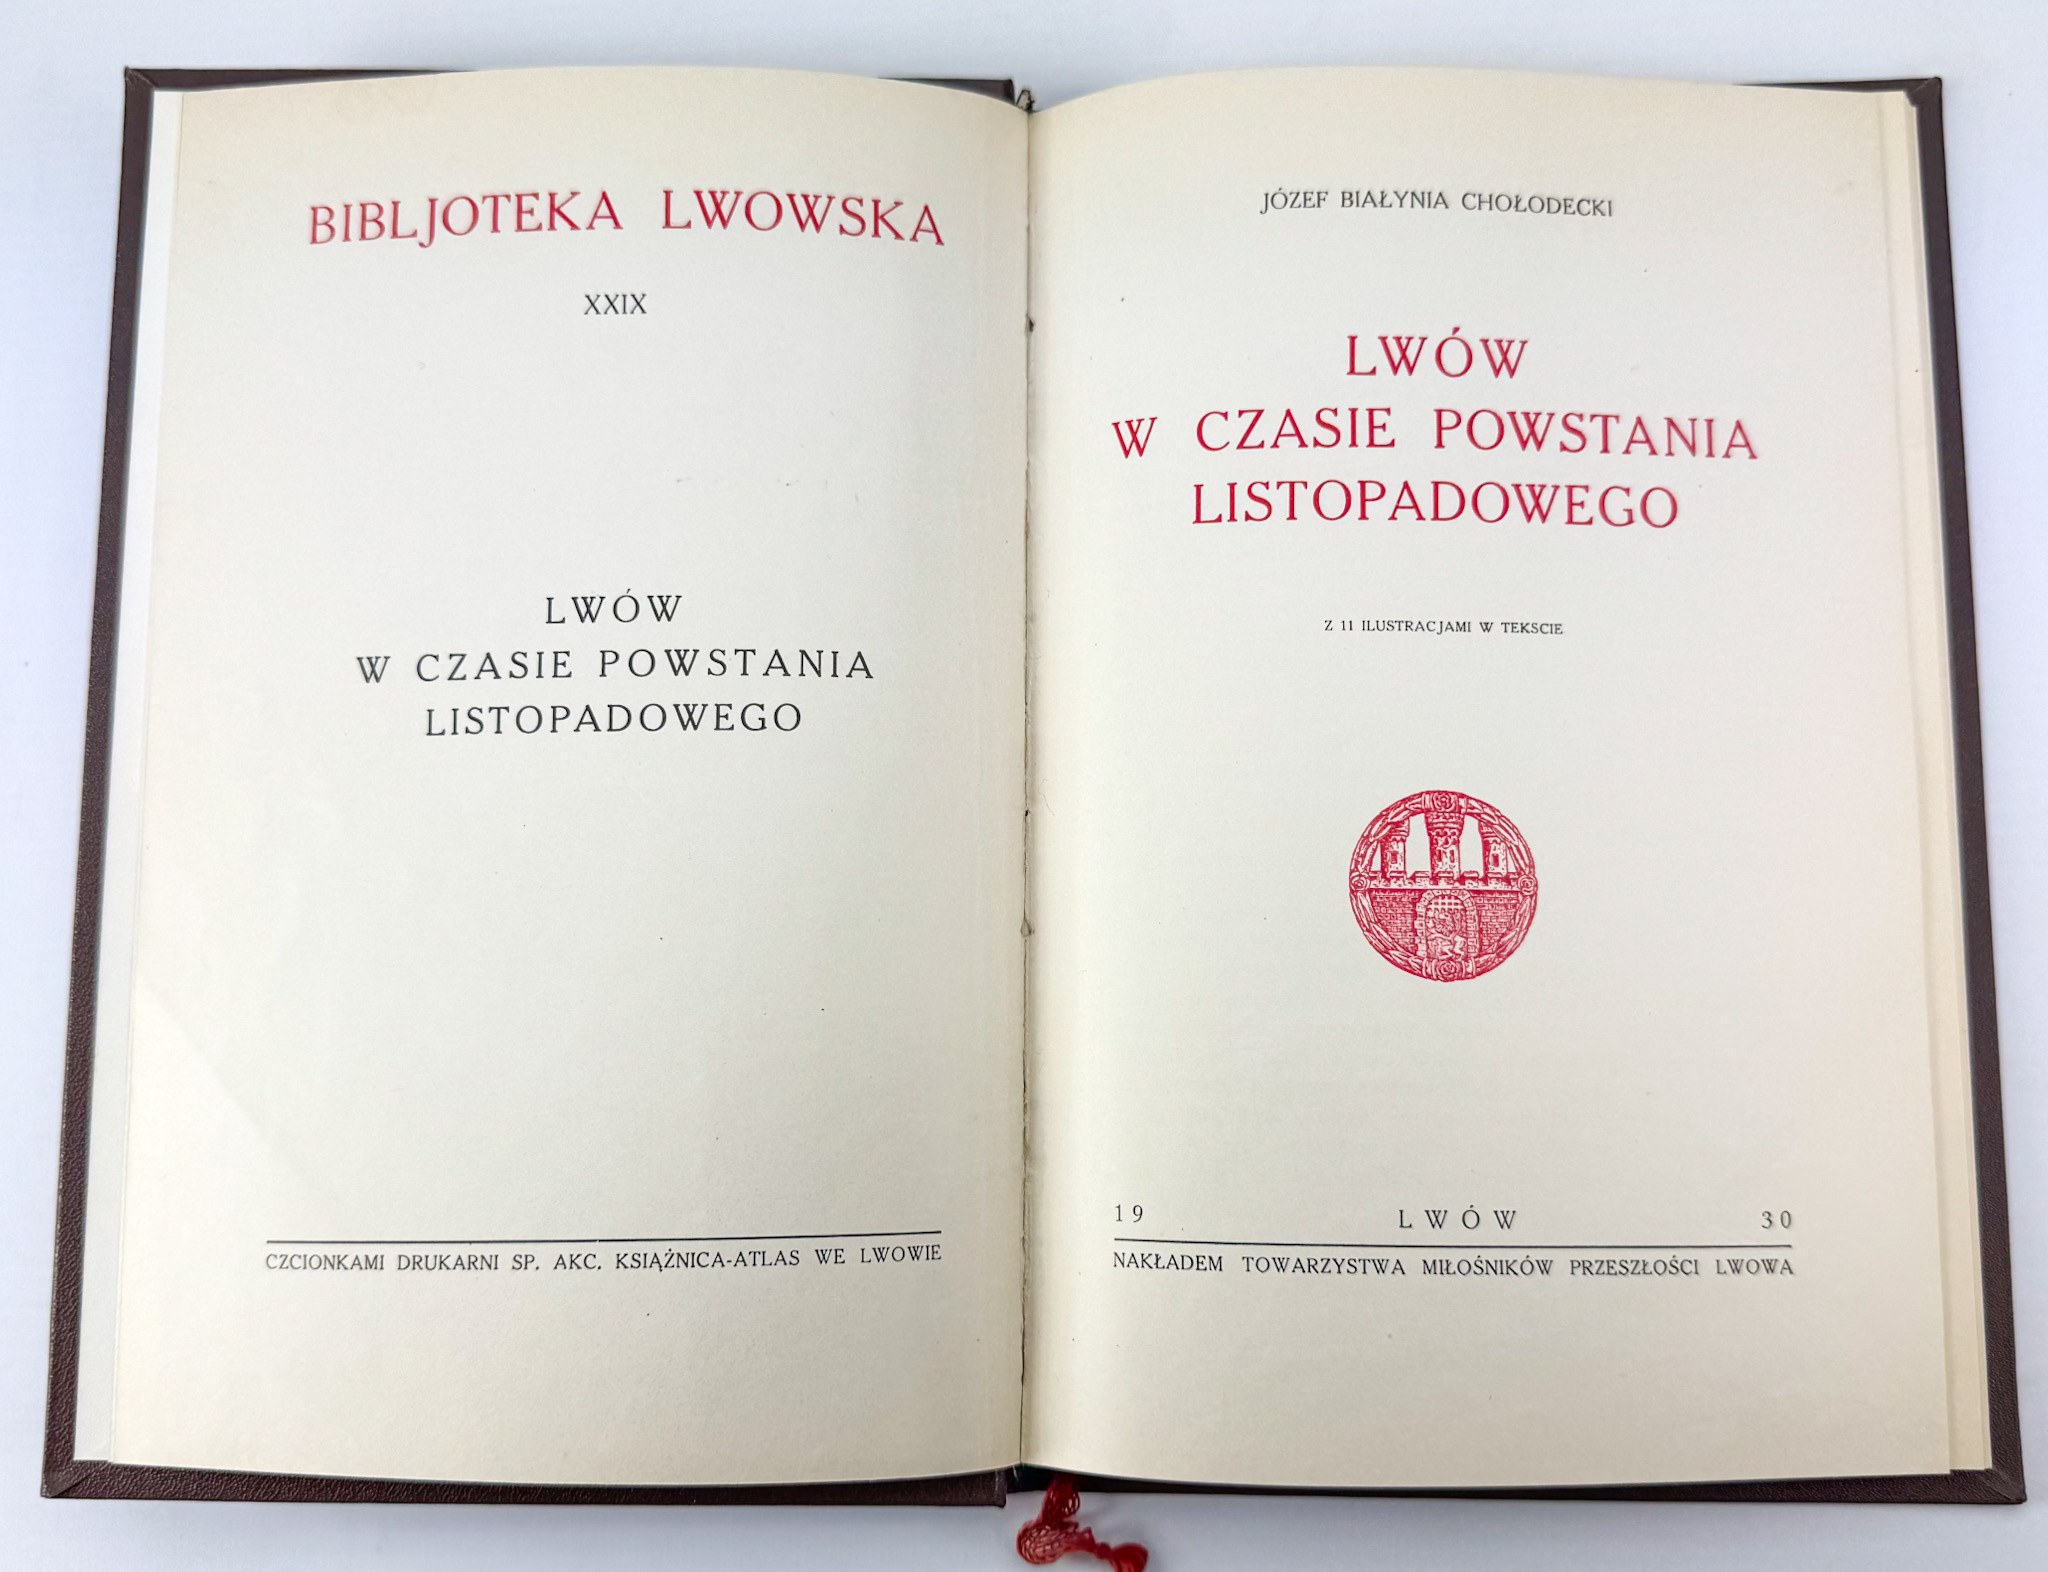 BIBLJOTEKA LWOWSKA
XXIX
LWÓW
W CZASIE POWSTANIA
LISTOPADOWEGO
CZCIONKAMI DRUKARNI SP. AKC. KSIĄŻNICA-ATLAS WE LWOWIE
JÓZEF BIAŁYNIA CHOŁODECKI
LWÓW
W CZASIE POWSTANIA
LISTOPADOWEGO
Z 11 ILUSTRACJAMI W TEKSCIE
19 LWÓW 30
NAKŁADEM TOWARZYSTWA MIŁOŚNIKÓW PRZESZŁOŚCI LWOWA